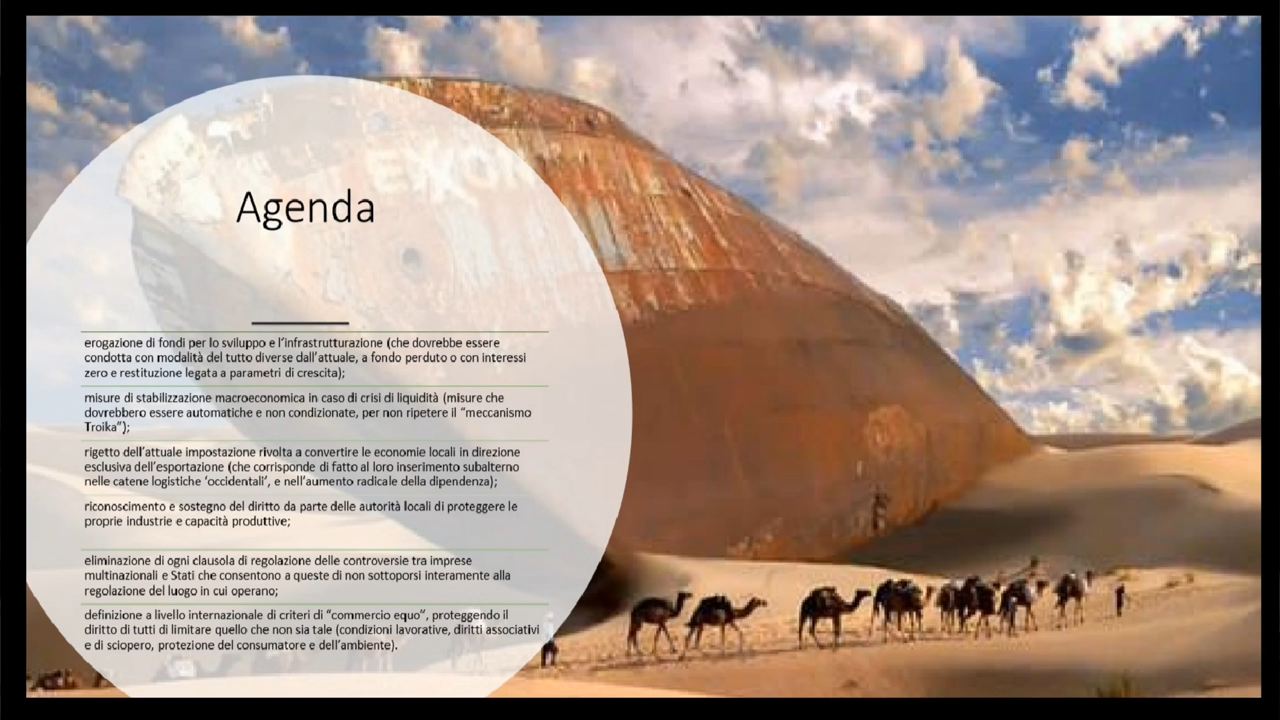 EXXON
Agenda
erogazione di fondi per lo sviluppo e l'infrastrutturazione (che dovrebbe essere
condotta con modalità del tutto diverse dall'attuale, a fondo perduto o con interessi
zero e restituzione legata a parametri di crescita);
misure di stabilizzazione macroeconomica in caso di crisi di liquidità (misure che
dovrebbero essere automatiche e non condizionate, per non ripetere il "meccanismo
Troika");
rigetto dell'attuale impostazione rivolta a convertire le economie locali in direzione
esclusiva dell'esportazione (che corrisponde di fatto al loro inserimento subalterno
nelle catene logistiche 'occidentali', e nell'aumento radicale della dipendenza);
riconoscimento e sostegno del diritto da parte delle autorità locali di proteggere le
proprie industrie e capacità produttive;
eliminazione di ogni clausola di regolazione delle controversie tra imprese
multinazionali e Stati che consentono a queste di non sottoporsi interamente alla
regolazione del luogo in cui operano;
definizione a livello internazionale di criteri di "commercio equo", proteggendo il
diritto di tutti di limitare quello che non sia tale (condizioni lavorative, diritti associativi
e di sciopero, protezione del consumatore e dell'ambiente).